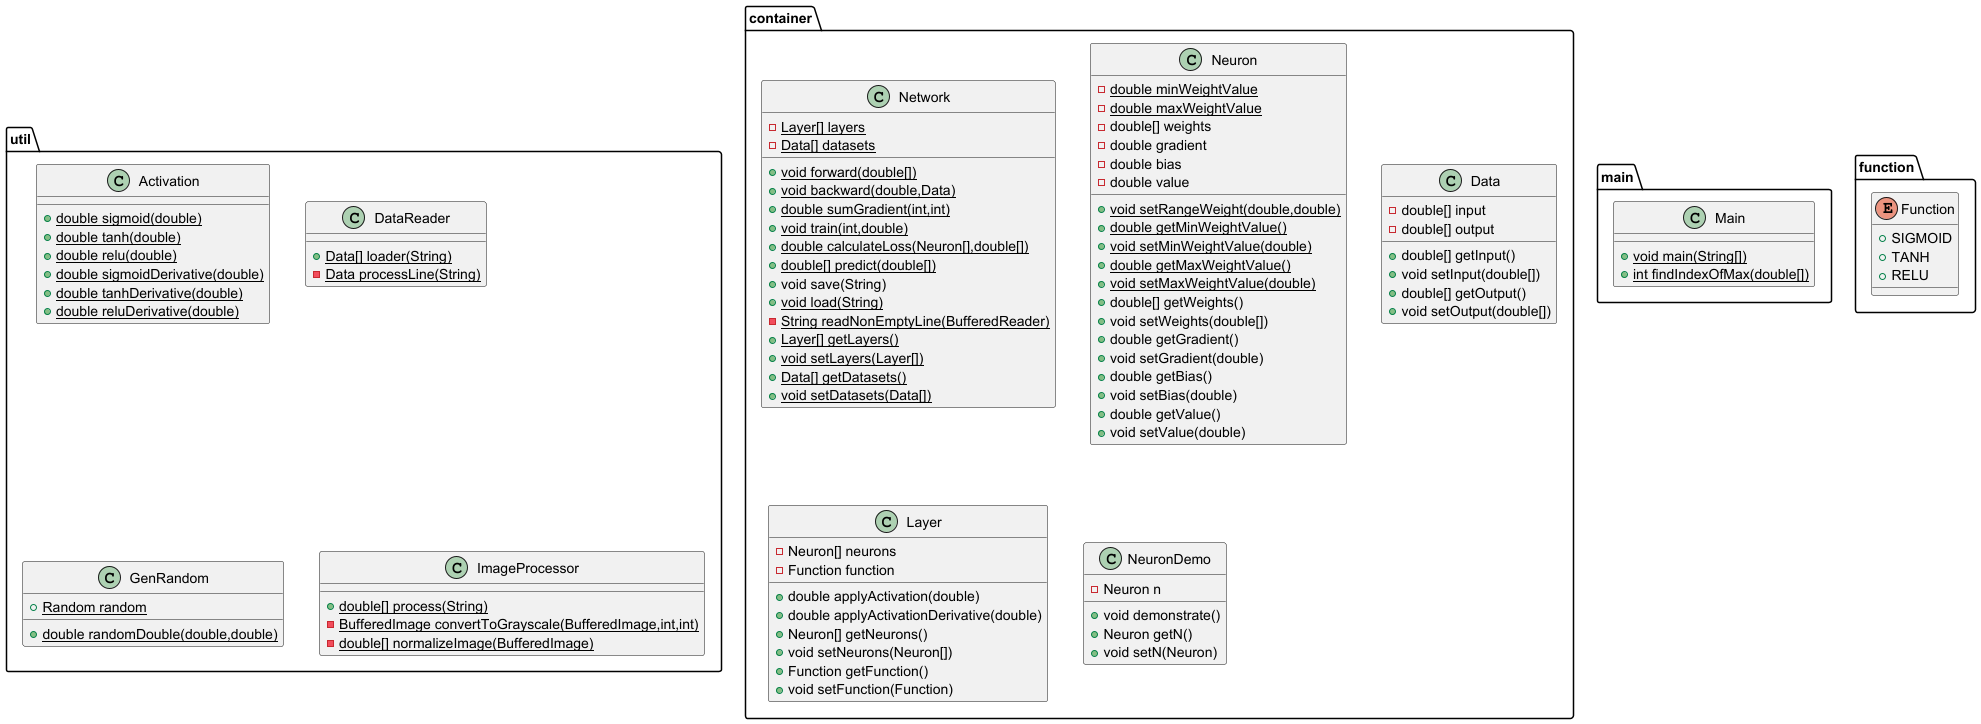 util
C Activation
double sigmoid(double)
double tanh(double)
double relu(double)
double sigmoidDerivative(double)
double tanhDerivative(double)
double reluDerivative(double)
C DataReader
Data[] loader(String)
Data processLine(String)
C GenRandom
Random random
double randomDouble(double,double)
C ImageProcessor
double[] process(String)
BufferedImage convertToGrayscale(BufferedImage,int,int)
double[] normalizeImage(BufferedImage)
container
C Network
Layer[] layers
Data[] datasets
void forward(double[])
void backward(double,Data)
double sumGradient(int,int)
void train(int,double)
double calculateLoss(Neuron[],double[])
double[] predict(double[])
void save(String)
void load(String)
String readNonEmptyLine(BufferedReader)
Layer[] getLayers()
void setLayers(Layer[])
Data[] getDatasets()
void setDatasets(Data[])
C Neuron
double minWeightValue
double maxWeightValue
double[] weights
double gradient
double bias
double value
void setRangeWeight(double,double)
double getMinWeightValue()
void setMinWeightValue(double)
double getMaxWeightValue()
void setMaxWeightValue(double)
double[] getWeights()
void setWeights(double[])
double getGradient()
void setGradient(double)
double getBias()
void setBias(double)
double getValue()
void setValue(double)
C Data
double[] input
double[] output
double[] getInput()
void setInput(double[])
double[] getOutput()
void setOutput(double[])
C Layer
Neuron[] neurons
Function function
double applyActivation(double)
double applyActivationDerivative(double)
Neuron[] getNeurons()
void setNeurons(Neuron[])
Function getFunction()
void setFunction(Function)
C NeuronDemo
Neuron n
void demonstrate()
Neuron getN()
void setN(Neuron)
main
C Main
void main(String[])
int findIndexOfMax(double[])
function
E Function
SIGMOID
TANH
RELU